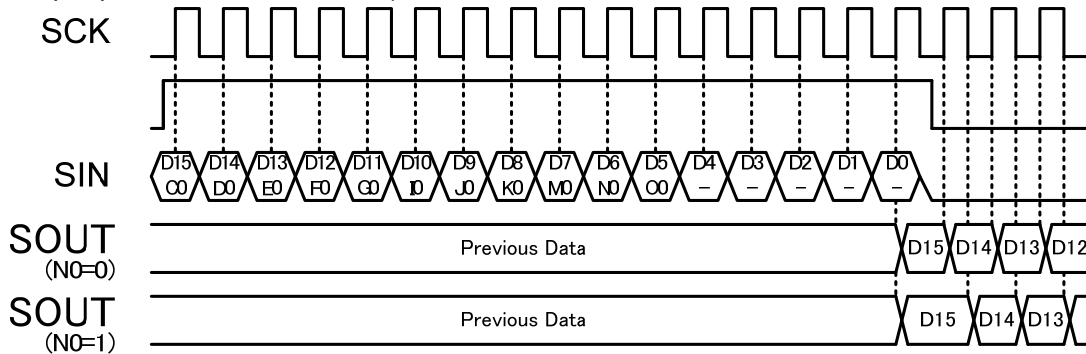 SCK
SIN
D15 D14 D13 D12 D11 D10 D9 D8 D7 D6 D5 D4 D3 D2 D1 D0
C0 D0 E0 F0 G0 I0 J0 K0 M0 N0 O0 - - - - -
SOUT
(N0=0)
Previous Data D15 D14 D13 D12
SOUT
(N0=1)
Previous Data D15 D14 D13